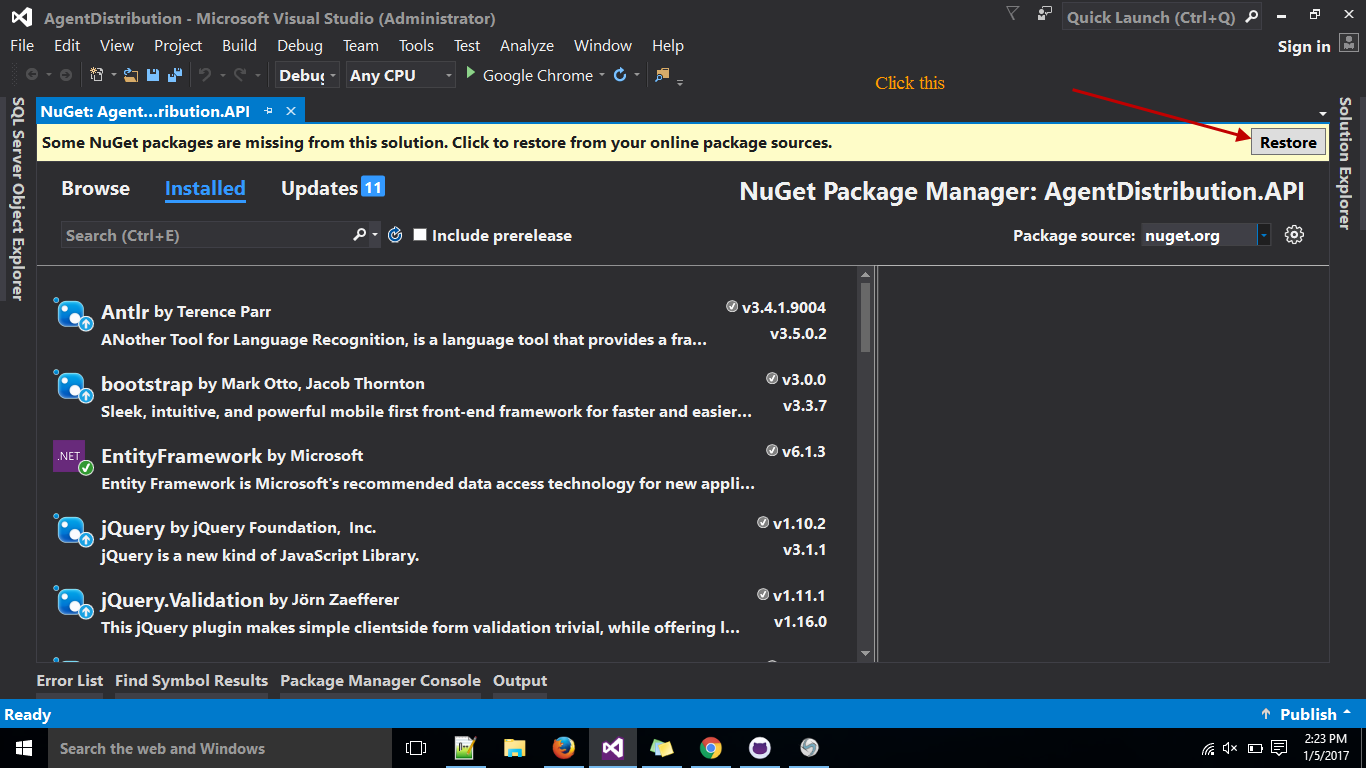 AgentDistribution - Microsoft Visual Studio (Administrator)
Quick Launch (Ctrl+Q)
File Edit View Project Build Debug Team Tools Test Analyze Window Help
Sign in
Debug Any CPU Google Chrome
Click this
SQL Server Object Explorer
Solution Explorer
NuGet: Agent...ribution.API
Some NuGet packages are missing from this solution. Click to restore from your online package sources.
Restore
Browse Installed Updates 11
NuGet Package Manager: AgentDistribution.API
Search (Ctrl+E)
Include prerelease
Package source: nuget.org
Antlr by Terence Parr
v3.4.1.9004
ANother Tool for Language Recognition, is a language tool that provides a fra...
v3.5.0.2
bootstrap by Mark Otto, Jacob Thornton
v3.0.0
Sleek, intuitive, and powerful mobile first front-end framework for faster and easier...
v3.3.7
.NET
EntityFramework by Microsoft
v6.1.3
Entity Framework is Microsoft's recommended data access technology for new appli...
jQuery by jQuery Foundation, Inc.
v1.10.2
jQuery is a new kind of JavaScript Library.
v3.1.1
jQuery.Validation by Jörn Zaefferer
v1.11.1
This jQuery plugin makes simple clientside form validation trivial, while offering l...
v1.16.0
Error List Find Symbol Results Package Manager Console Output
Ready
Publish
Search the web and Windows
2:23 PM
1/5/2017